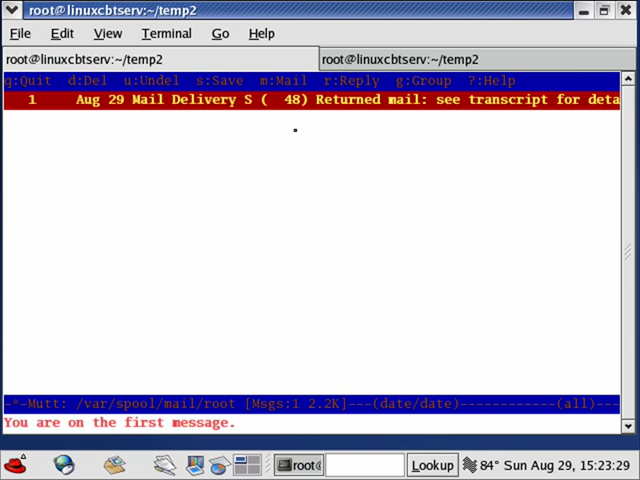 root@linuxcbtserv:~/temp2
File Edit View Terminal Go Help
root@linuxcbtserv:~/temp2 root@linuxcbtserv:~/temp2
q:Quit d:Del u:Undel s:Save m:Mail r:Reply g:Group ?:Help
1 Aug 29 Mail Delivery S ( 48) Returned mail: see transcript for deta
-*-Mutt: /var/spool/mail/root [Msgs:1 2.2K]---(date/date)------------(all)---
You are on the first message.
root@ Lookup 84° Sun Aug 29, 15:23:29